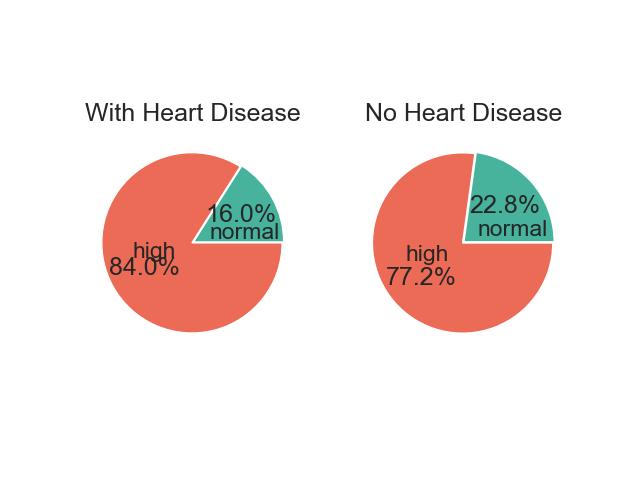 With Heart Disease
16.0%
normal
high
84.0%
No Heart Disease
22.8%
normal
high
77.2%